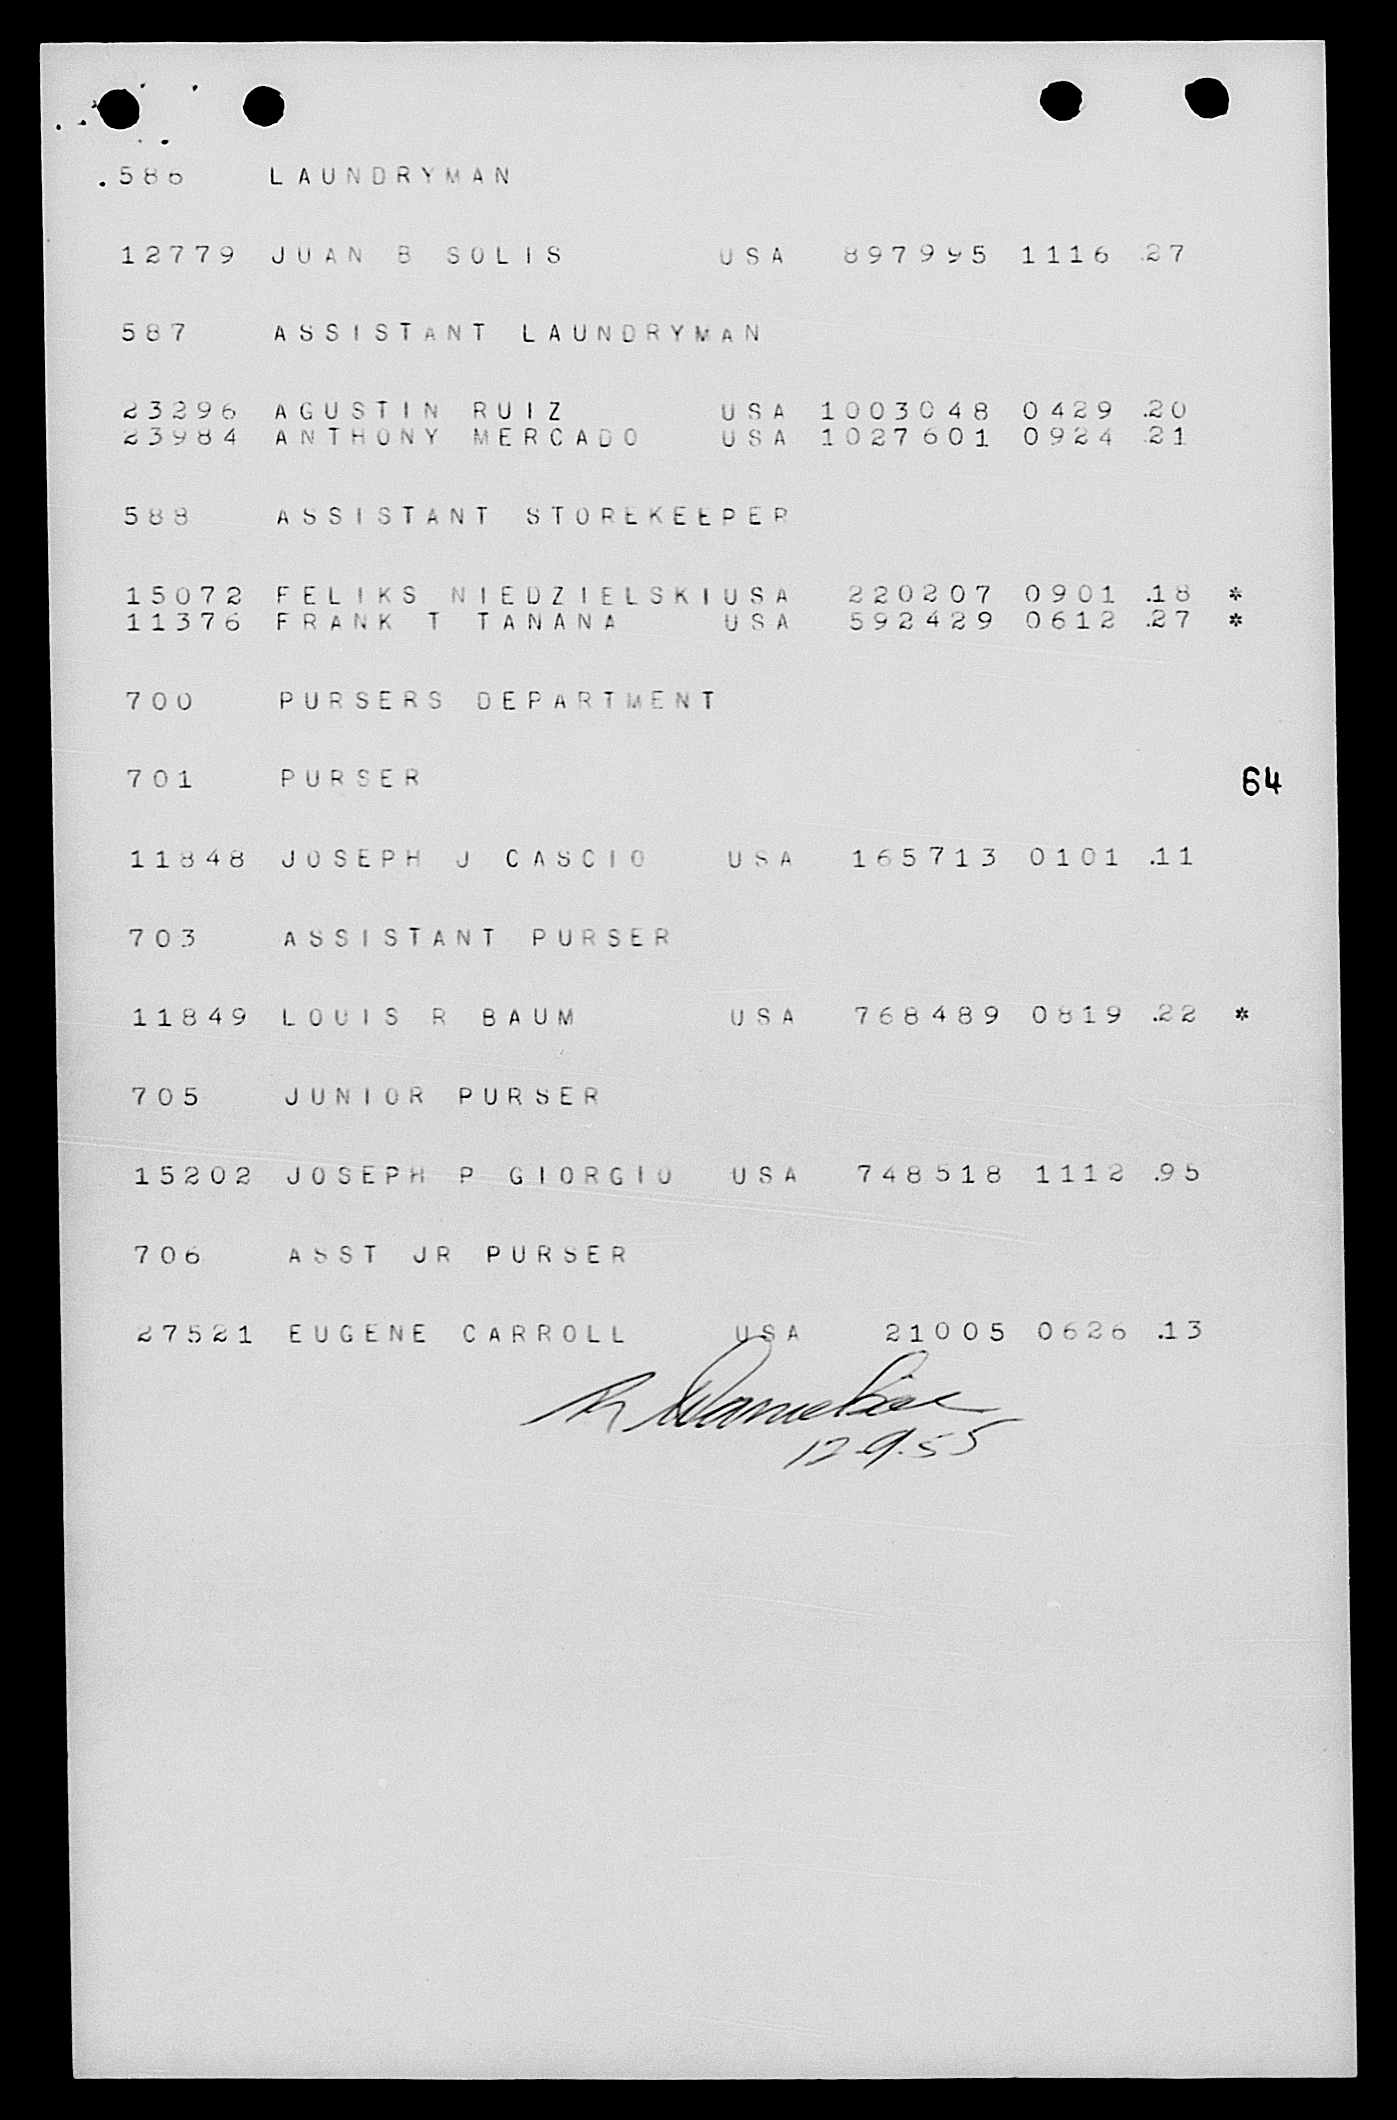 .586 LAUNDRYMAN
12779 JUAN B SOLIS USA 897995 1116 .27
587 ASSISTANT LAUNDRYMAN
23296 AGUSTIN RUIZ USA 1003048 0429 .20
23984 ANTHONY MERCADO USA 1027601 0924 .21
588 ASSISTANT STOREKEEPER
15072 FELIKS NIEDZIELSKIUSA 220207 0901 .18 *
11376 FRANK T TANANA USA 592429 0612 .27 *
700 PURSERS DEPARTMENT
701 PURSER
64
11848 JOSEPH J CASCIO USA 165713 0101 .11
703 ASSISTANT PURSER
11849 LOUIS R BAUM USA 768489 0819 .22 *
705 JUNIOR PURSER
15202 JOSEPH P GIORGIO USA 748518 1112 .95
706 ASST JR PURSER
27521 EUGENE CARROLL USA 21005 0626 .13
12-9-55